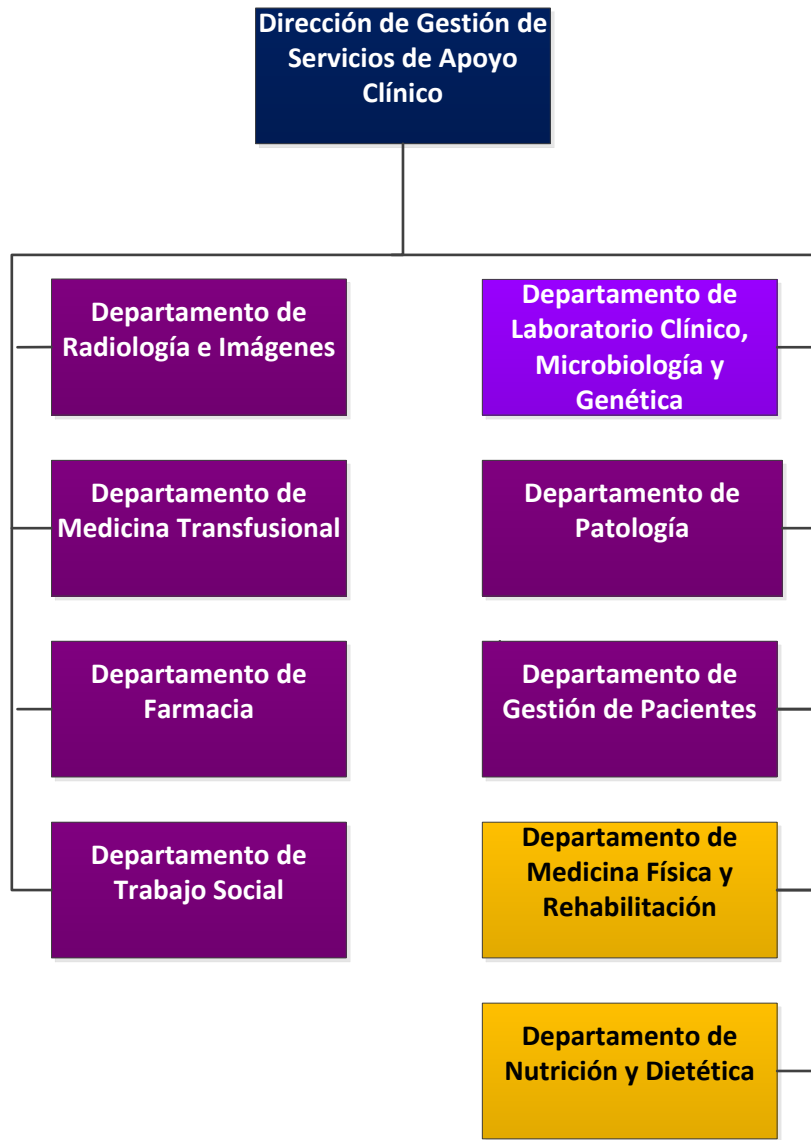 Dirección de Gestión de
Servicios de Apoyo
Clínico
Departamento de
Radiología e Imágenes
Departamento de
Laboratorio Clínico,
Microbiología y
Genética
Departamento de
Medicina Transfusional
Departamento de
Patología
Departamento de
Farmacia
Departamento de
Gestión de Pacientes
Departamento de
Trabajo Social
Departamento de
Medicina Física y
Rehabilitación
Departamento de
Nutrición y Dietética